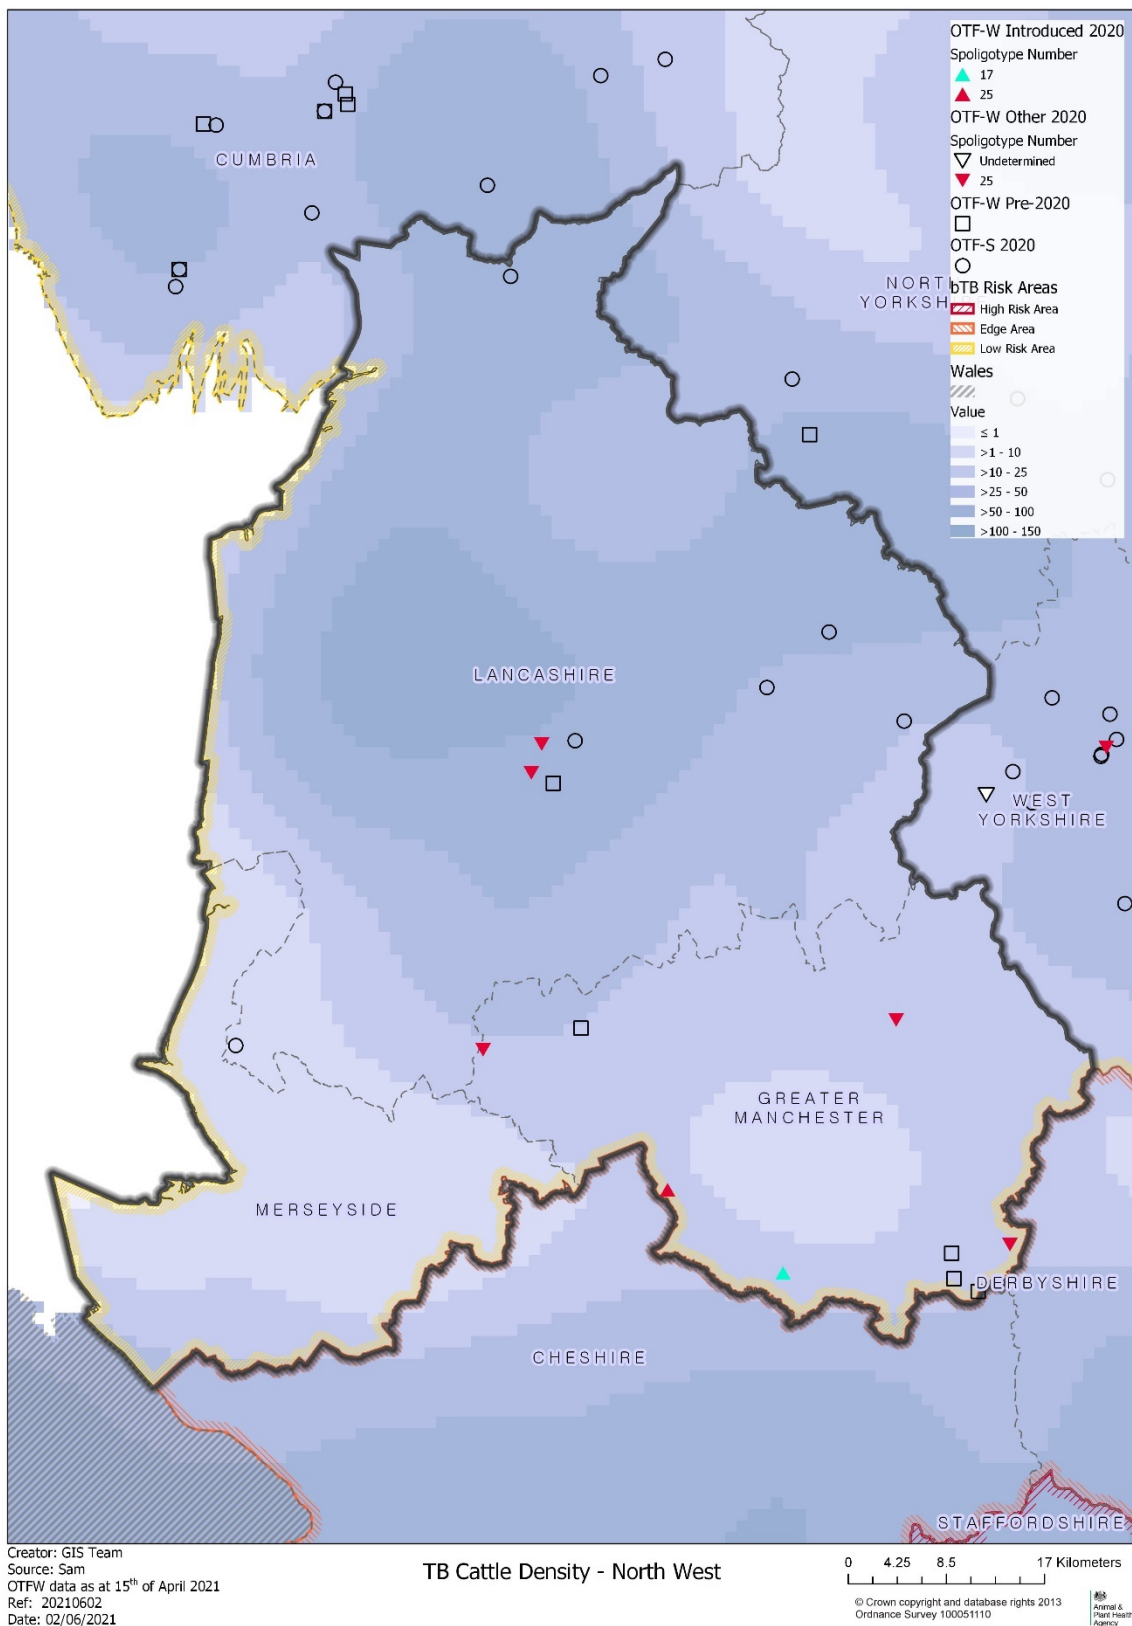 OTF-W Introduced 2020
Spoligotype Number
17
25
OTF-W Other 2020
Spoligotype Number
Undetermined
25
OTF-W Pre-2020
OTF-S 2020
bTB Risk Areas
High Risk Area
Edge Area
Low Risk Area
Wales
Value
≤ 1
>1 - 10
>10 - 25
>25 - 50
>50 - 100
>100 - 150
CUMBRIA
NORT
YORKSH
LANCASHIRE
WEST
YORKSHIRE
GREATER
MANCHESTER
MERSEYSIDE
DERBYSHIRE
CHESHIRE
STAFFORDSHIRE
Creator: GIS Team
Source: Sam
OTFW data as at 15th of April 2021
Ref: 20210602
Date: 02/06/2021
TB Cattle Density - North West
0 4.25 8.5 17 Kilometers
© Crown copyright and database rights 2013
Ordnance Survey 100051110
Animal &
Plant Health
Agency